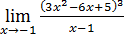 lim x→−1 (3x²−6x+5)³ / x−1